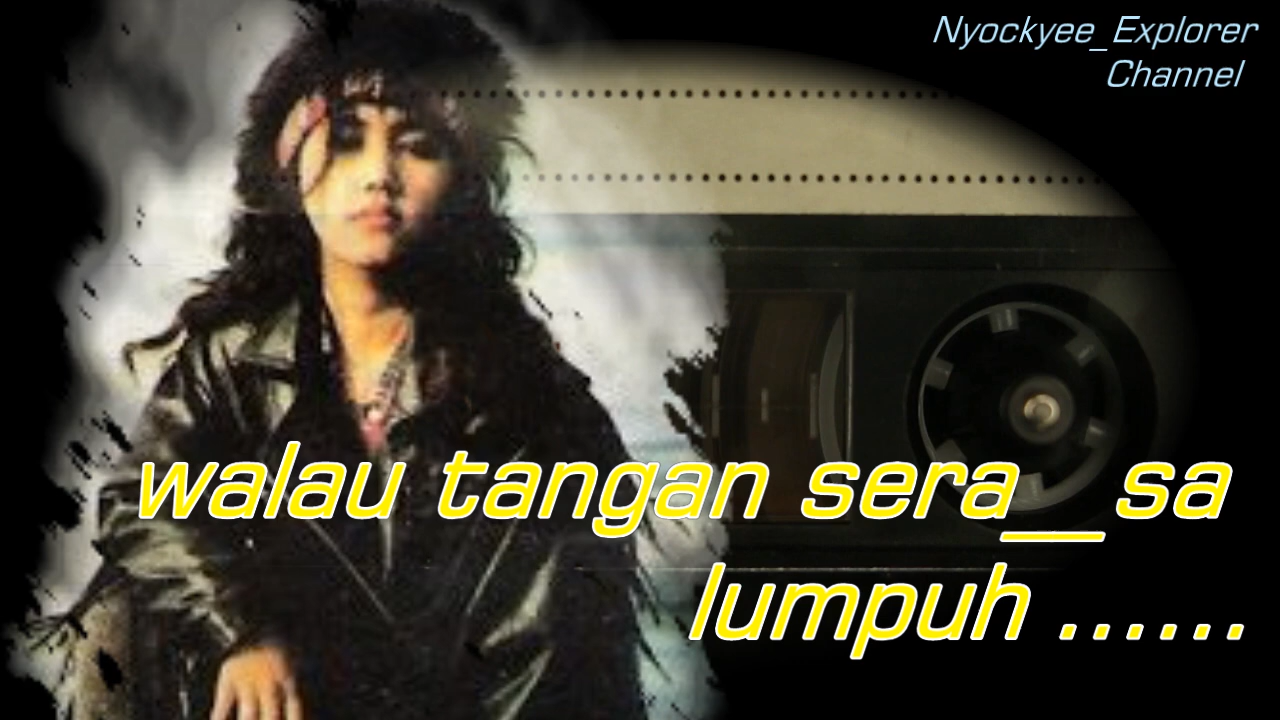 Nyockyee_Explorer
Channel
walau tangan sera__sa
lumpuh ......